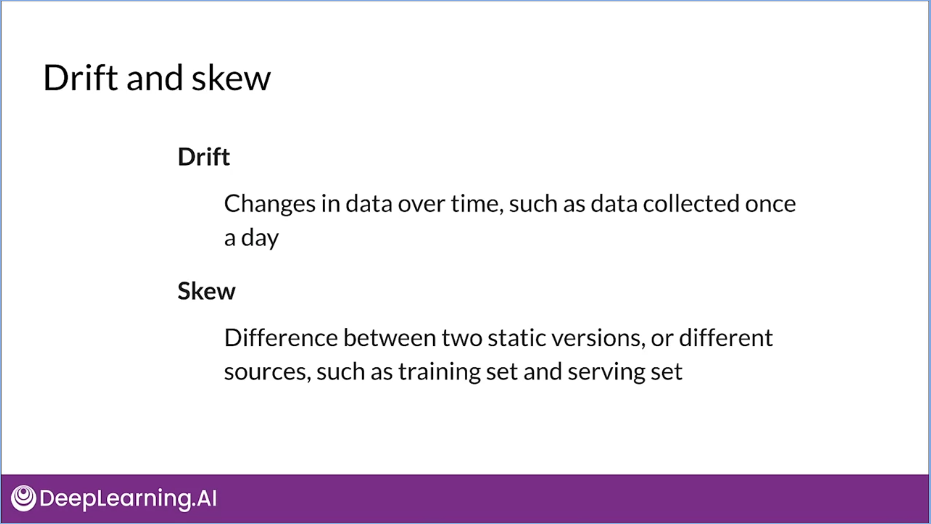 Drift and skew
Drift
Changes in data over time, such as data collected once
a day
Skew
Difference between two static versions, or different
sources, such as training set and serving set
DeepLearning.AI